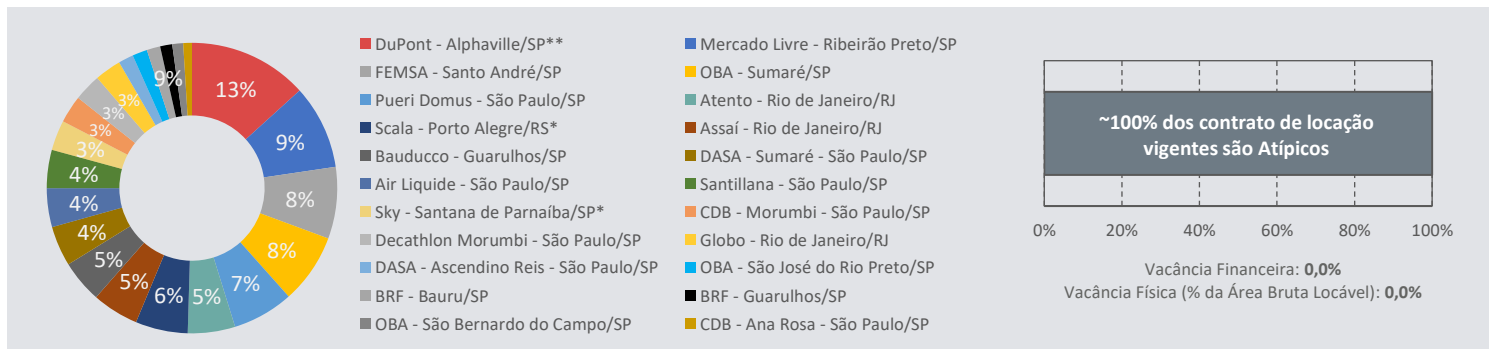 13%
9%
8%
8%
7%
5%
6%
5%
5%
4%
4%
4%
3%
3%
3%
3%
9%
DuPont - Alphaville/SP**
Mercado Livre - Ribeirão Preto/SP
FEMSA - Santo André/SP
OBA - Sumaré/SP
Pueri Domus - São Paulo/SP
Atento - Rio de Janeiro/RJ
Scala - Porto Alegre/RS*
Assaí - Rio de Janeiro/RJ
Bauducco - Guarulhos/SP
DASA - Sumaré - São Paulo/SP
Air Liquide - São Paulo/SP
Santillana - São Paulo/SP
Sky - Santana de Parnaíba/SP*
CDB - Morumbi - São Paulo/SP
Decathlon Morumbi - São Paulo/SP
Globo - Rio de Janeiro/RJ
DASA - Ascendino Reis - São Paulo/SP
OBA - São José do Rio Preto/SP
BRF - Bauru/SP
BRF - Guarulhos/SP
OBA - São Bernardo do Campo/SP
CDB - Ana Rosa - São Paulo/SP
~100% dos contrato de locação
vigentes são Atípicos
0% 20% 40% 60% 80% 100%
Vacância Financeira: 0,0%
Vacância Física (% da Área Bruta Locável): 0,0%